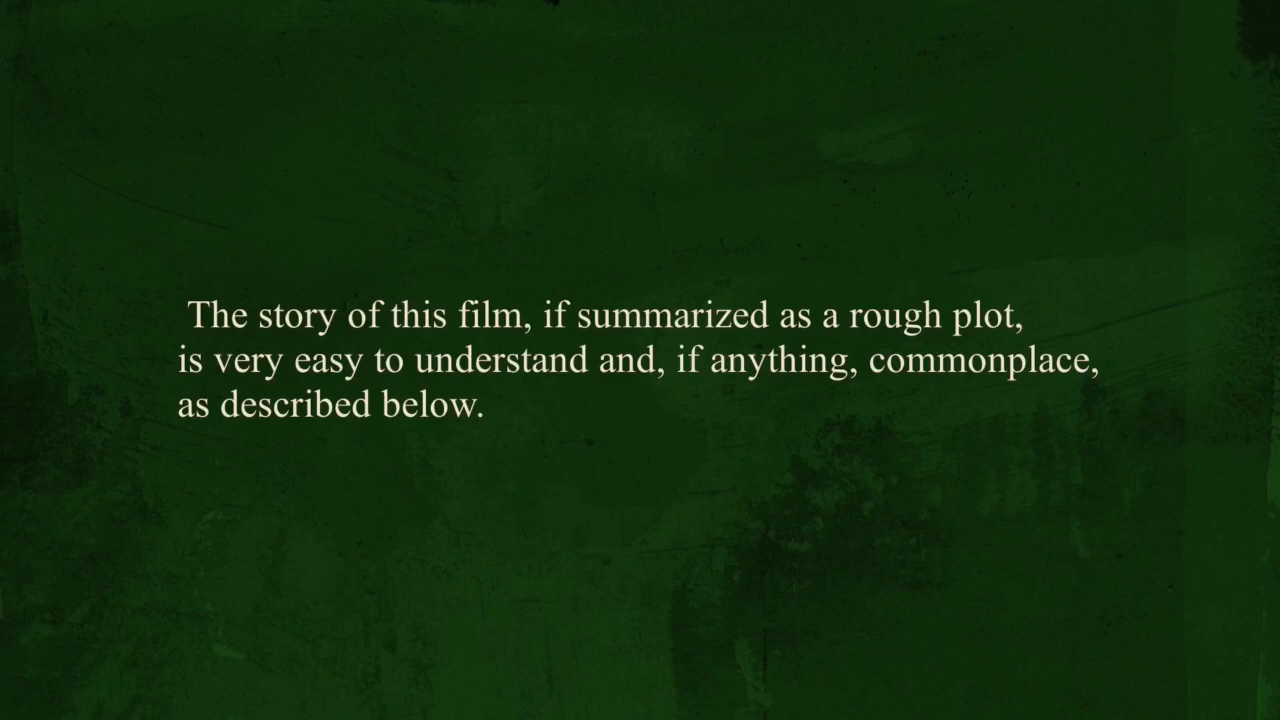 The story of this film, if summarized as a rough plot,
is very easy to understand and, if anything, commonplace,
as described below.